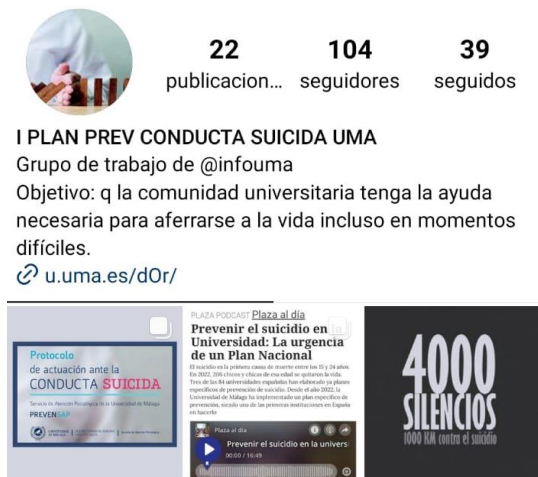 22
104
39
publicacion...
seguidores
seguidos
I PLAN PREV CONDUCTA SUICIDA UMA
Grupo de trabajo de @infouma
Objetivo: q la comunidad universitaria tenga la ayuda
necesaria para aferrarse a la vida incluso en momentos
difíciles.
u.uma.es/dOr/
Protocolo
de actuación ante la
CONDUCTA SUICIDA
Servicio de Atención Psicológica de la Universidad de Málaga
PREVENSAP
UNIVERSIDAD
DE MÁLAGA
PLAZA PODCAST Plaza al día
Prevenir el suicidio en la
Universidad: La urgencia
de un Plan Nacional
El suicidio es la primera causa de muerte entre los 15 y 24 años.
En 2022, 206 chicos y chicas de esa edad se quitaron la vida.
Tres de las 84 universidades españolas han elaborado ya planes
específicos de prevención de suicidio. Desde el año 2022, la
Universidad de Málaga ha implementado un plan específico de
prevención, siendo una de las primeras instituciones en España
en hacerlo
Plaza al día
Prevenir el suicidio en la univers
00:00 / 16:49
4000
SILENCIOS
1000 KM contra el suicidio